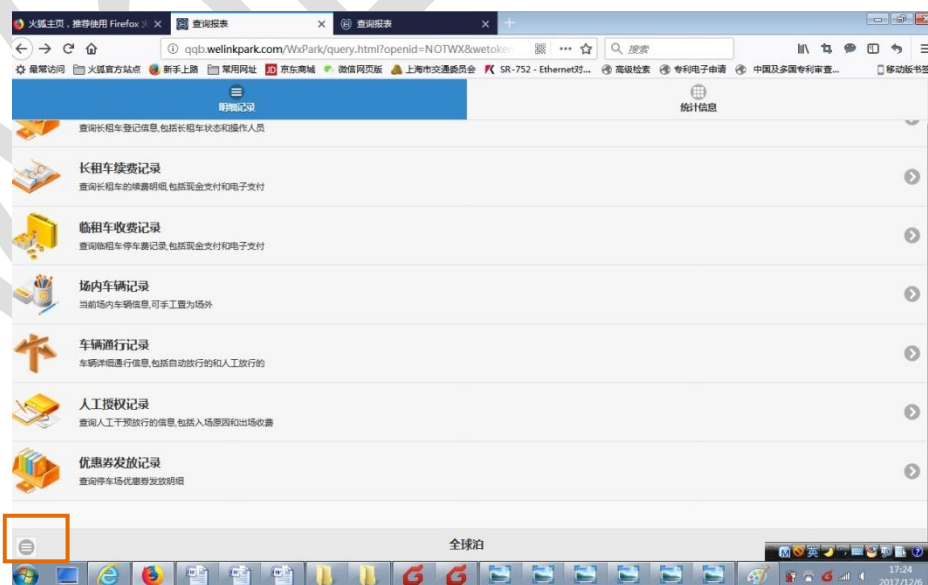 火狐主页，推荐使用 Firefox 火
查询报表
查询报表
qqb.welinkpark.com/WxPark/query.html?openid=NOTWX&wetoke
搜索
最常访问
火狐官方站点
新手上路
常用网址
JD 京东商城
微信网页版
上海市交通委员会
SR-752 - Ethernet对...
高级检索
专利电子申请
中国及多国专利审查...
移动版书签
明细记录
统计信息
查询长租车登记信息,包括长租车状态和操作人员
长租车续费记录
查询长租车的续费明细,包括现金支付和电子支付
临租车收费记录
查询临租车停车费记录,包括现金支付和电子支付
场内车辆记录
当前场内车辆信息,可手工置为场外
车辆通行记录
车辆详细通行信息,包括自动放行的和人工放行的
人工授权记录
查询人工干预放行的信息,包括入场原因和出场收费
优惠券发放记录
查询停车场优惠券发放明细
全球泊
英
17:24
2017/12/6